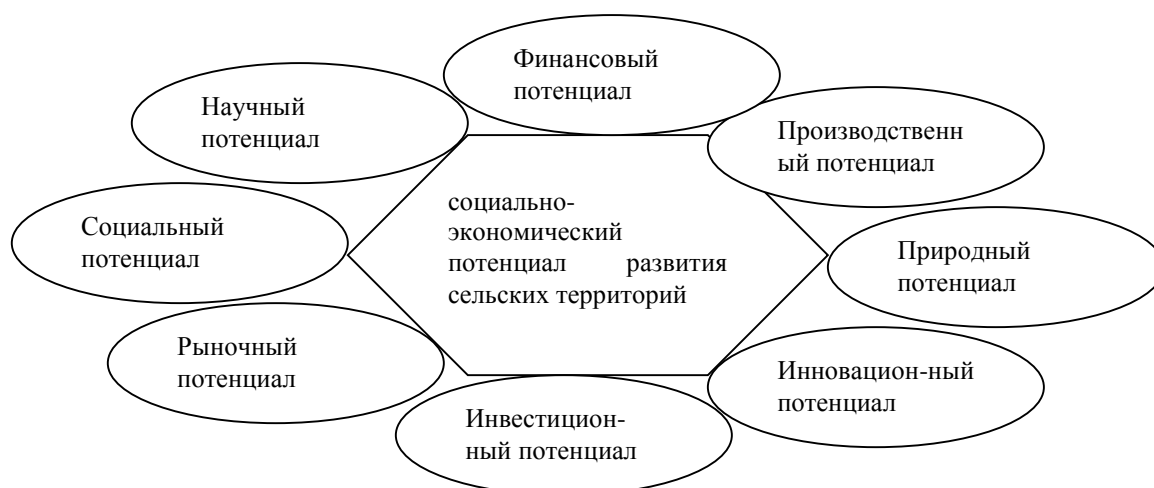 Финансовый
потенциал
Научный
потенциал
Производственн
ый потенциал
социально-
экономический
потенциал развития
сельских территорий
Социальный
потенциал
Природный
потенциал
Рыночный
потенциал
Инновацион-ный
потенциал
Инвестицион-
ный потенциал